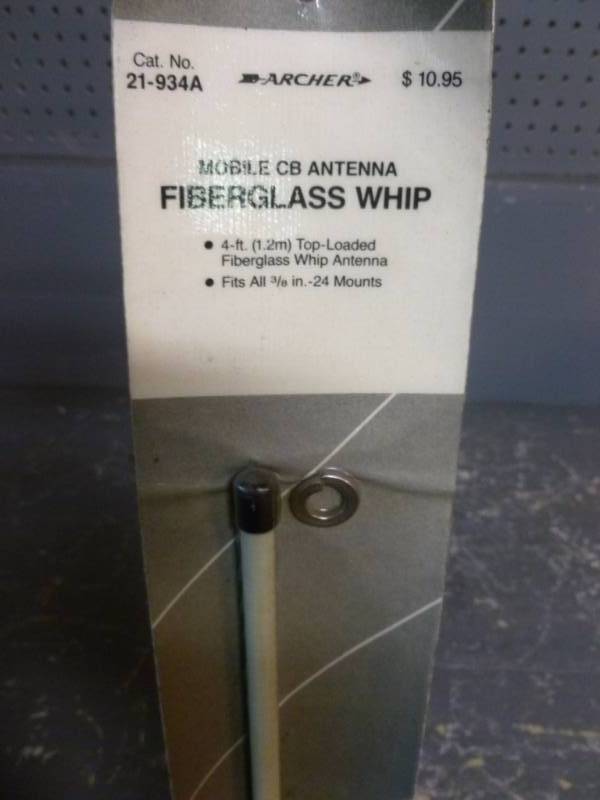 Cat. No.
21-934A
ARCHER®
$ 10.95
MOBILE CB ANTENNA
FIBERGLASS WHIP
● 4-ft. (1.2m) Top-Loaded
Fiberglass Whip Antenna
● Fits All ³/₈ in.-24 Mounts